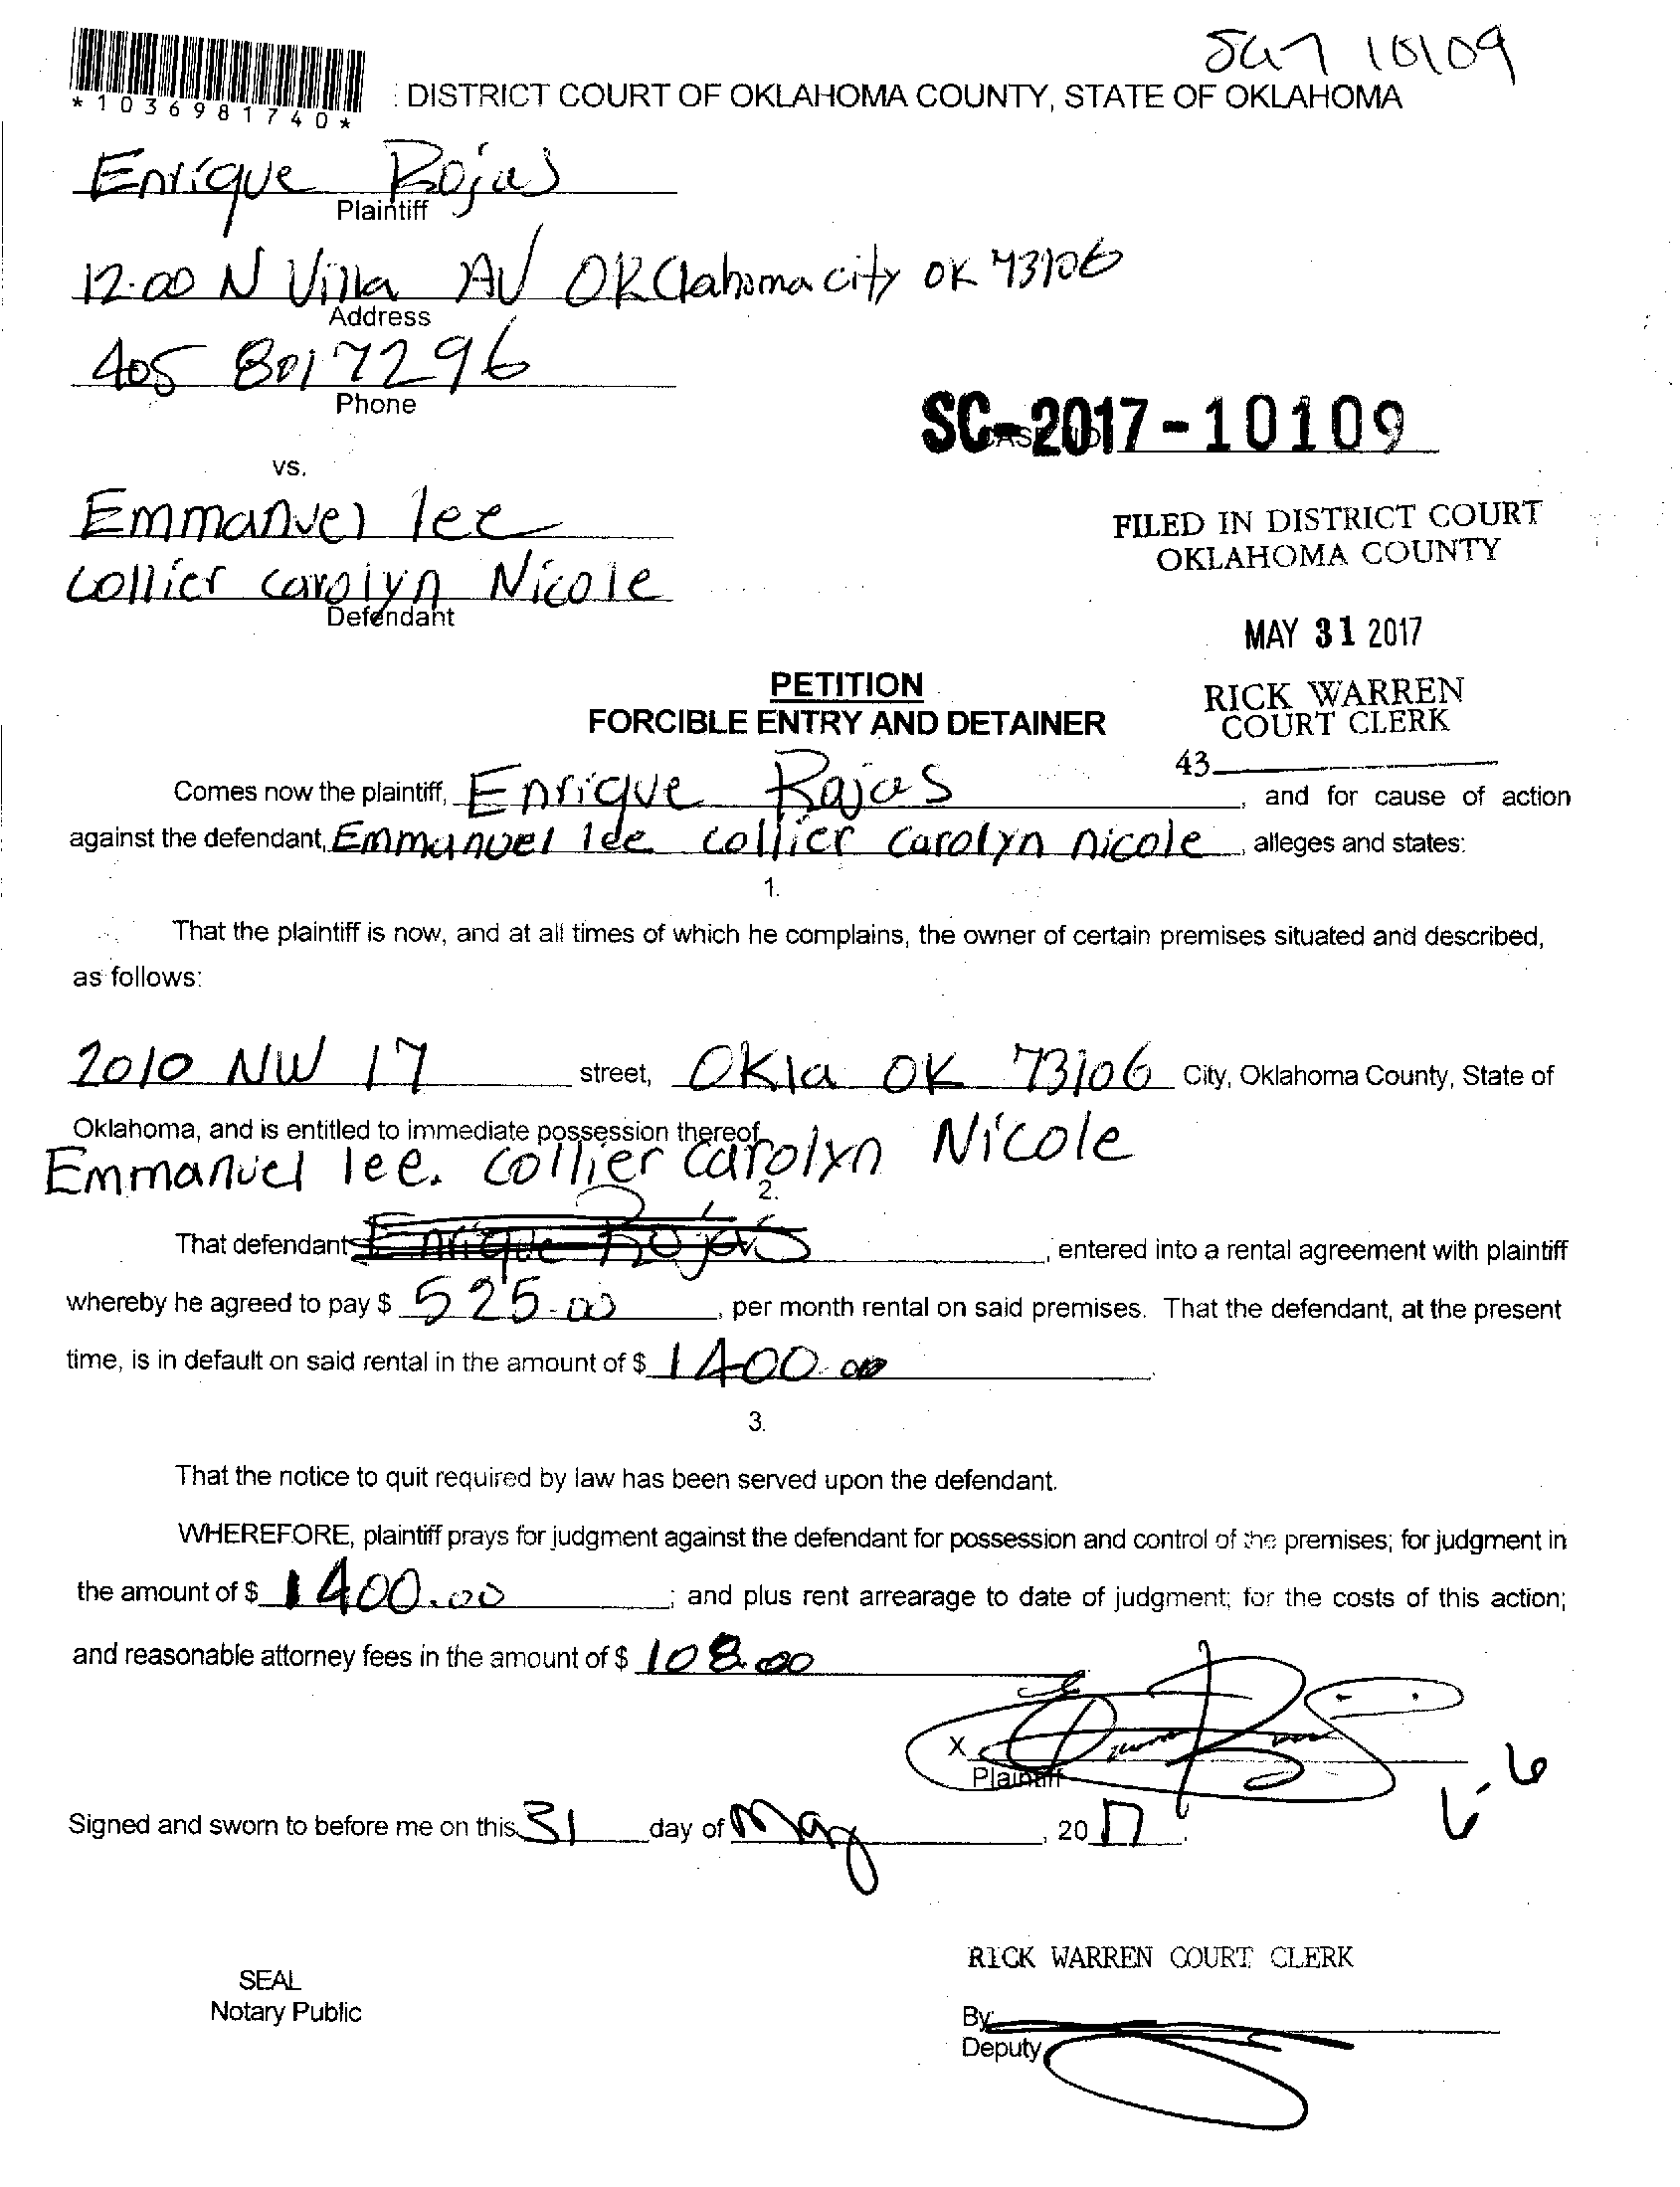 SC17 10109
*1036981740*
DISTRICT COURT OF OKLAHOMA COUNTY, STATE OF OKLAHOMA
Enrique Rojas
Plaintiff
12.00 N Villa AV OKClahoma city OK 73106
Address
405 801 7296
Phone
SC-2017-10109
vs.
Emmanuel lee
collier carolyn Nicole
Defendant
FILED IN DISTRICT COURT
OKLAHOMA COUNTY
MAY 31 2017
RICK WARREN
COURT CLERK
43
PETITION
FORCIBLE ENTRY AND DETAINER
Comes now the plaintiff, Enrique Rojas, and for cause of action
against the defendant, Emmanuel lee collier carolyn nicole, alleges and states:
1.
That the plaintiff is now, and at all times of which he complains, the owner of certain premises situated and described,
as follows:
2010 NW 17 street, Okla OK 73106 City, Oklahoma County, State of
Oklahoma, and is entitled to immediate possession thereof.
Emmanuel lee. collier carolyn Nicole
2.
That defendant Enrique Rojas, entered into a rental agreement with plaintiff
whereby he agreed to pay $ 525.00, per month rental on said premises. That the defendant, at the present
time, is in default on said rental in the amount of $ 1400.00.
3.
That the notice to quit required by law has been served upon the defendant.
WHEREFORE, plaintiff prays for judgment against the defendant for possession and control of the premises; for judgment in
the amount of $ 1400.00; and plus rent arrearage to date of judgment; for the costs of this action;
and reasonable attorney fees in the amount of $ 108.00
X
Plaintiff
6.6
Signed and sworn to before me on this 31 day of May, 20 17.
RICK WARREN COURT CLERK
SEAL
Notary Public
By
Deputy